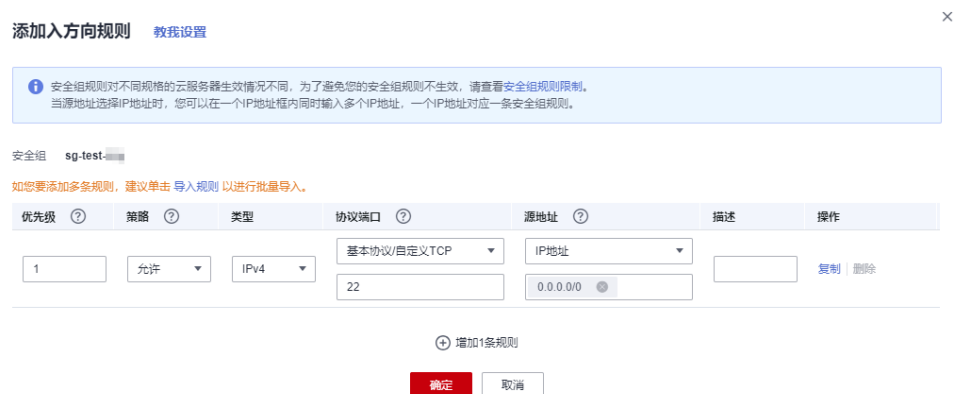 添加入方向规则 教我设置
安全组规则对不同规格的云服务器生效情况不同，为了避免您的安全组规则不生效，请查看安全组规则限制。
当源地址选择IP地址时，您可以在一个IP地址框内同时输入多个IP地址，一个IP地址对应一条安全组规则。
安全组 sg-test-
如您要添加多条规则，建议单击 导入规则 以进行批量导入。
优先级 ? 策略 ? 类型 协议端口 ? 源地址 ? 描述 操作
基本协议/自定义TCP IP地址
1 允许 IPv4 复制 删除
22 0.0.0.0/0
增加1条规则
确定 取消